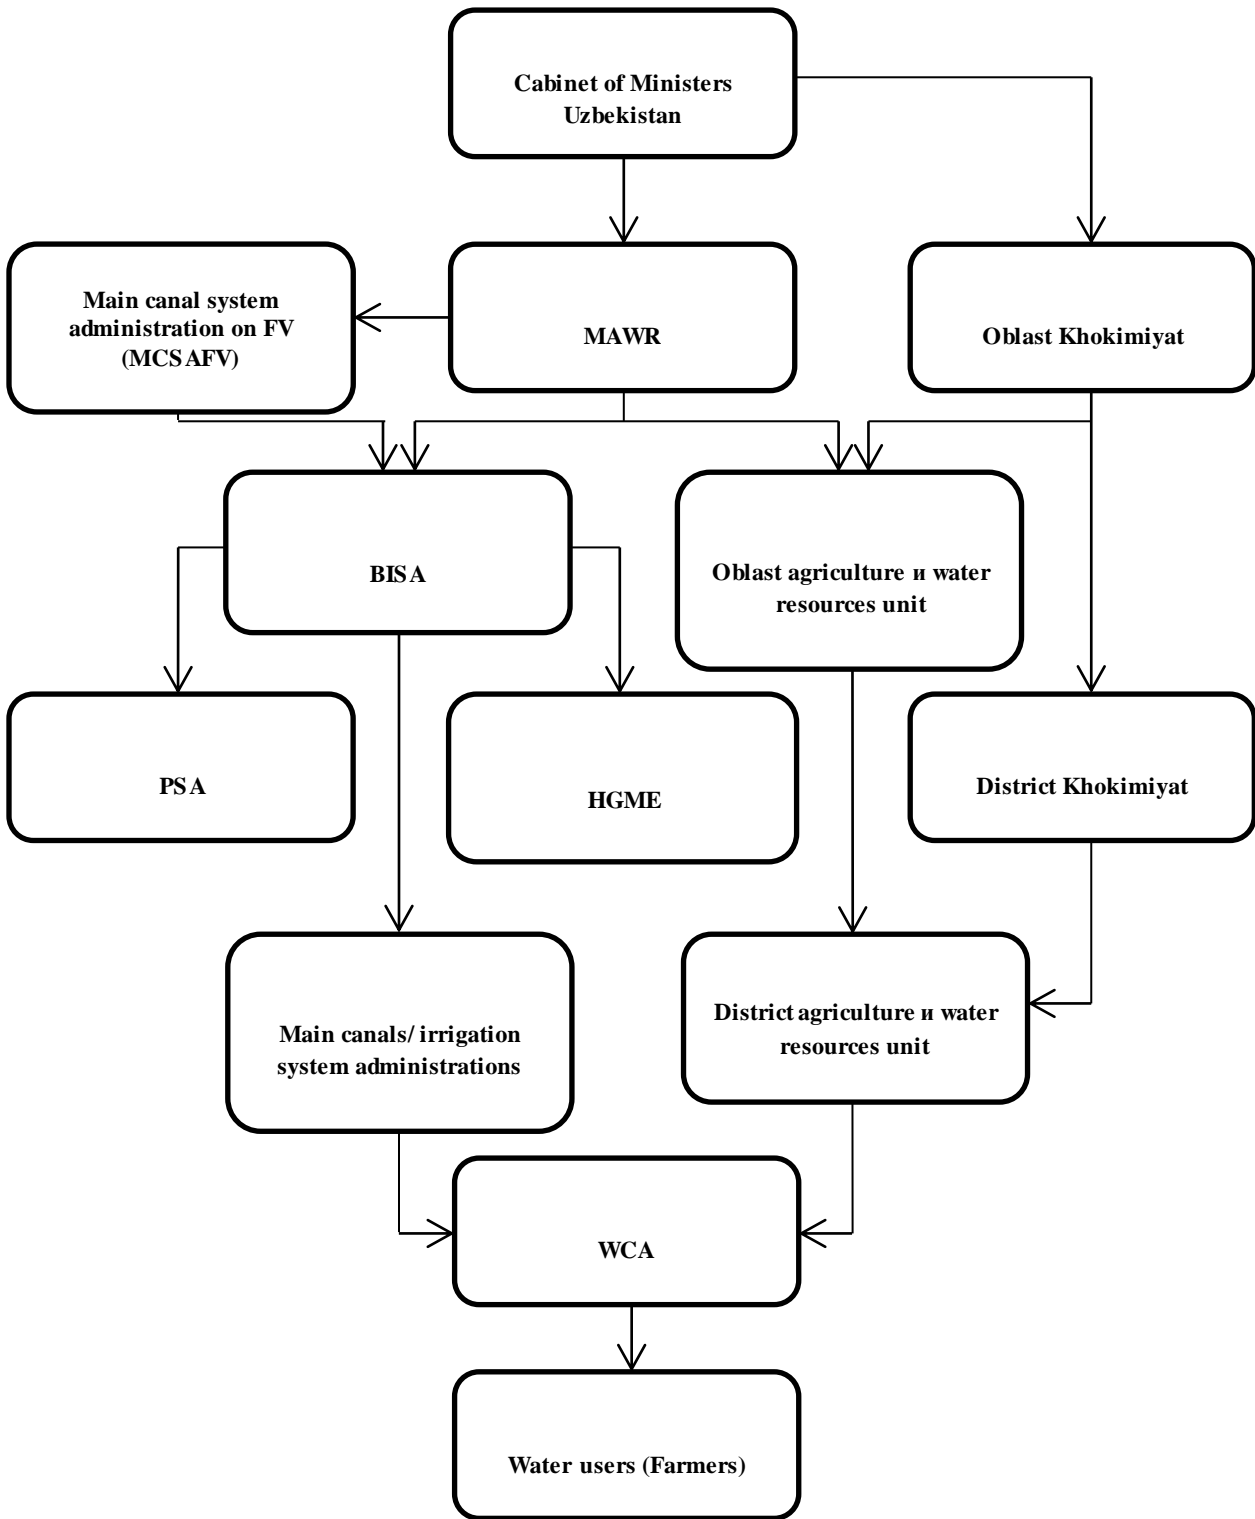 Cabinet of Ministers
Uzbekistan
Main canal system
administration on FV
(MCSAFV)
MAWR
Oblast Khokimiyat
BISA
Oblast agriculture и water
resources unit
PSA
HGME
District Khokimiyat
Main canals/ irrigation
system administrations
District agriculture и water
resources unit
WCA
Water users (Farmers)